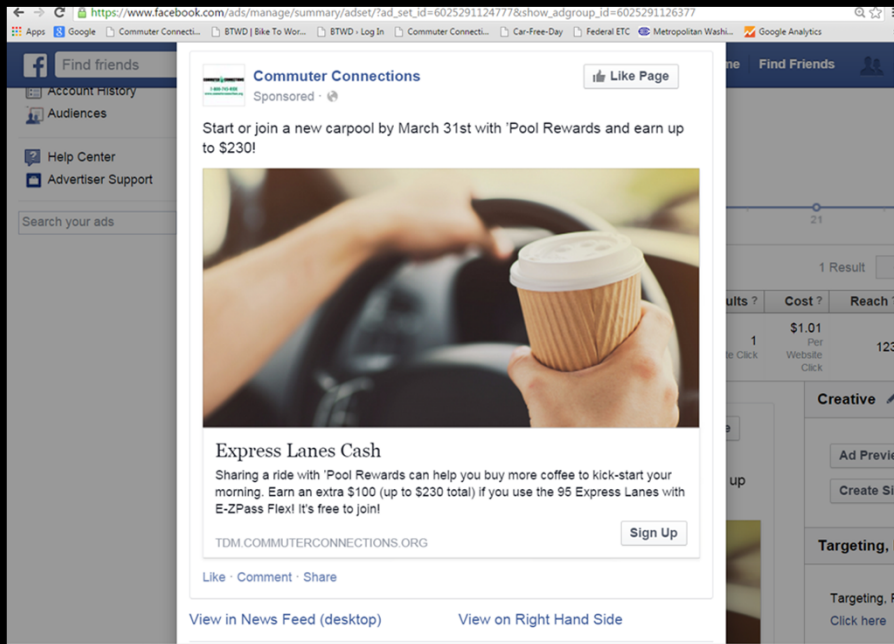 https://www.facebook.com/ads/manage/summary/adset/?ad_set_id=6025291124777&show_adgroup_id=6025291126377
Apps Google Commuter Connecti... BTWD | Bike To Wor... BTWD › Log In Commuter Connecti... Car-Free-Day Federal ETC Metropolitan Washi... Google Analytics
Find friends
Find Friends
Account History
Audiences
Help Center
Advertiser Support
Search your ads
Commuter Connections
Sponsored ·
Like Page
Start or join a new carpool by March 31st with 'Pool Rewards and earn up
to $230!
Express Lanes Cash
Sharing a ride with 'Pool Rewards can help you buy more coffee to kick-start your
morning. Earn an extra $100 (up to $230 total) if you use the 95 Express Lanes with
E-ZPass Flex! It's free to join!
TDM.COMMUTERCONNECTIONS.ORG
Sign Up
Like · Comment · Share
View in News Feed (desktop) View on Right Hand Side
21
1 Result
ults ? Cost ? Reach
1 $1.01 123
te Click Per
Website
Click
Creative
up
Ad Previe
Create Si
Targeting,
Targeting, P
Click here